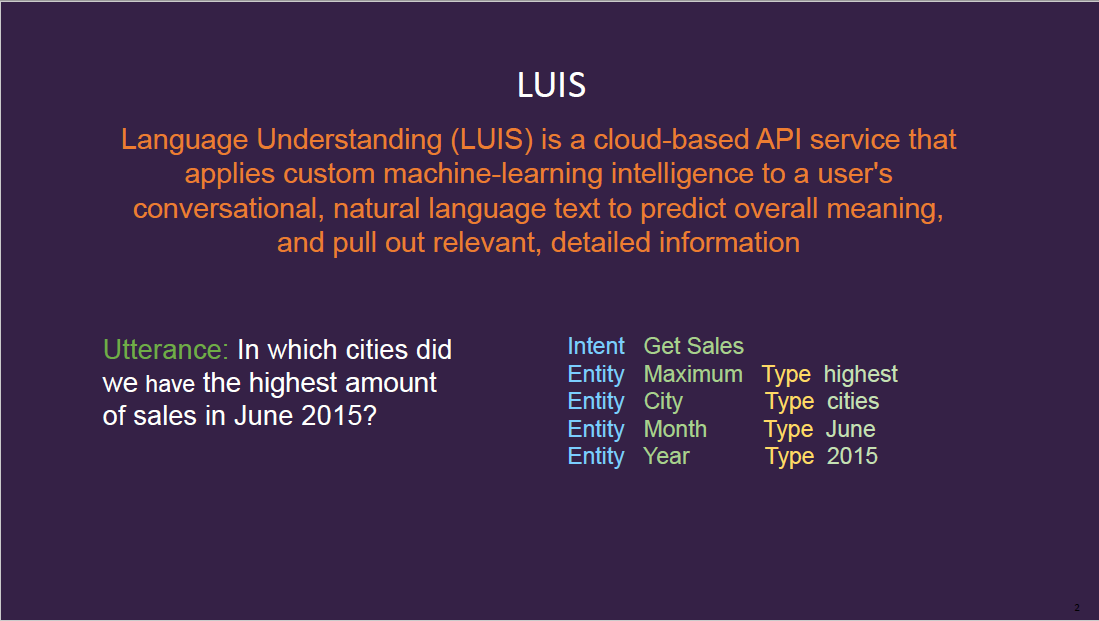 LUIS
Language Understanding (LUIS) is a cloud-based API service that
applies custom machine-learning intelligence to a user's
conversational, natural language text to predict overall meaning,
and pull out relevant, detailed information
Utterance: In which cities did
we have the highest amount
of sales in June 2015?
Intent Get Sales
Entity Maximum Type highest
Entity City Type cities
Entity Month Type June
Entity Year Type 2015
2